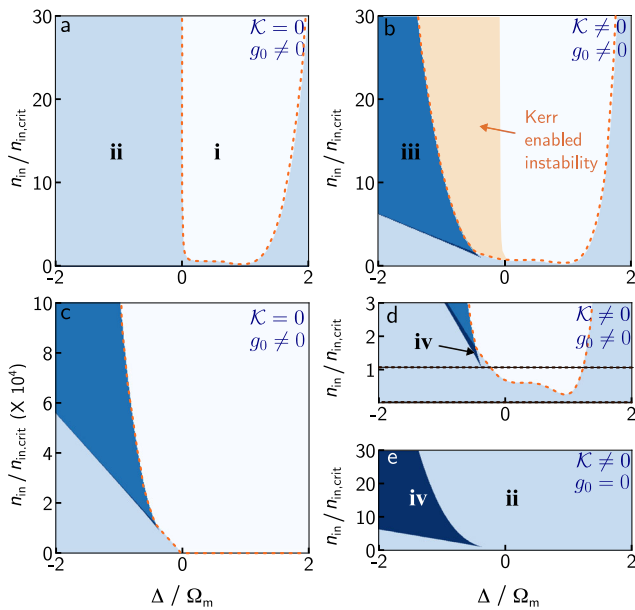 a
𝒦 = 0
g₀ ≠ 0
ii
i
n_in / n_in,crit
30
20
10
0
-2
0
2
b
𝒦 ≠ 0
g₀ ≠ 0
Kerr
enabled
instability
iii
n_in / n_in,crit
30
20
10
0
-2
0
2
c
𝒦 = 0
g₀ ≠ 0
n_in / n_in,crit (X 10⁴)
10
8
6
4
2
0
-2
0
2
Δ / Ω_m
d
𝒦 ≠ 0
g₀ ≠ 0
iv
n_in / n_in,crit
3
2
1
-2
0
2
e
𝒦 ≠ 0
g₀ = 0
iv
ii
n_in / n_in,crit
30
20
10
0
-2
0
2
Δ / Ω_m